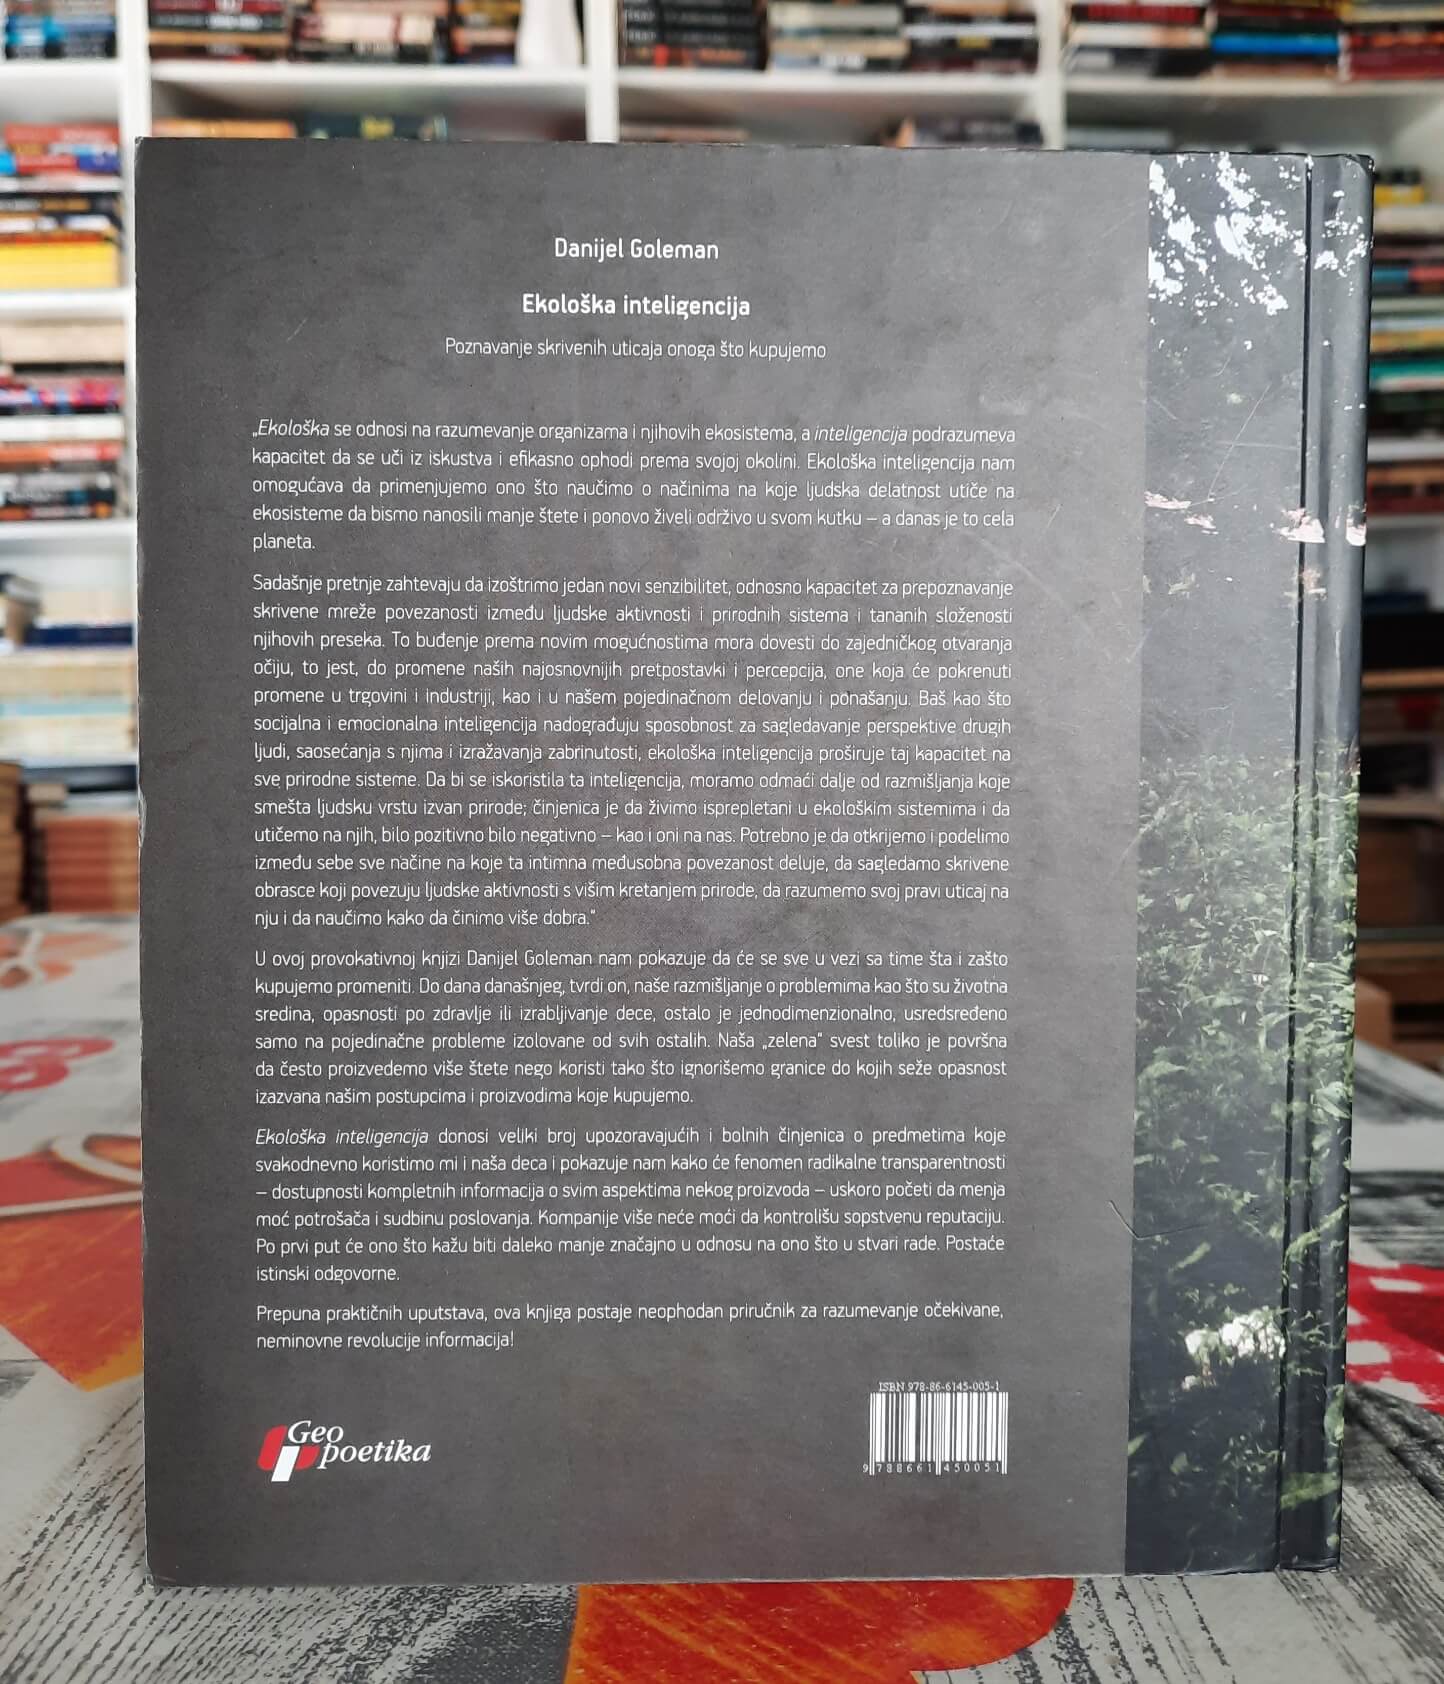 Danijel Goleman
Ekološka inteligencija
Poznavanje skrivenih uticaja onoga što kupujemo
„Ekološka se odnosi na razumevanje organizama i njihovih ekosistema, a inteligencija podrazumeva
kapacitet da se uči iz iskustva i efikasno ophodi prema svojoj okolini. Ekološka inteligencija nam
omogućava da primenjujemo ono što naučimo o načinima na koje ljudska delatnost utiče na
ekosisteme da bismo nanosili manje štete i ponovo živeli održivo u svom kutku – a danas je to cela
planeta.
Sadašnje pretnje zahtevaju da izoštrimo jedan novi senzibilitet, odnosno kapacitet za prepoznavanje
skrivene mreže povezanosti između ljudske aktivnosti i prirodnih sistema i tananih složenosti
njihovih preseka. To buđenje prema novim mogućnostima mora dovesti do zajedničkog otvaranja
očiju, to jest, do promene naših najosnovnijih pretpostavki i percepcija, one koja će pokrenuti
promene u trgovini i industriji, kao i u našem pojedinačnom delovanju i ponašanju. Baš kao što
socijalna i emocionalna inteligencija nadograđuju sposobnost za sagledavanje perspektive drugih
ljudi, saosećanja s njima i izražavanja zabrinutosti, ekološka inteligencija proširuje taj kapacitet na
sve prirodne sisteme. Da bi se iskoristila ta inteligencija, moramo odmaći dalje od razmišljanja koje
smešta ljudsku vrstu izvan prirode; činjenica je da živimo isprepletani u ekološkim sistemima i da
utičemo na njih, bilo pozitivno bilo negativno – kao i oni na nas. Potrebno je da otkrijemo i podelimo
između sebe sve načine na koje ta intimna međusobna povezanost deluje, da sagledamo skrivene
obrasce koji povezuju ljudske aktivnosti s višim kretanjem prirode, da razumemo svoj pravi uticaj na
nju i da naučimo kako da činimo više dobra.“
U ovoj provokativnoj knjizi Danijel Goleman nam pokazuje da će se sve u vezi sa time šta i zašto
kupujemo promeniti. Do dana današnjeg, tvrdi on, naše razmišljanje o problemima kao što su životna
sredina, opasnosti po zdravlje ili izrabljivanje dece, ostalo je jednodimenzionalno, usredsređeno
samo na pojedinačne probleme izolovane od svih ostalih. Naša „zelena“ svest toliko je površna
da često proizvedemo više štete nego koristi tako što ignorišemo granice do kojih seže opasnost
izazvana našim postupcima i proizvodima koje kupujemo.
Ekološka inteligencija donosi veliki broj upozoravajućih i bolnih činjenica o predmetima koje
svakodnevno koristimo mi i naša deca i pokazuje nam kako će fenomen radikalne transparentnosti
– dostupnosti kompletnih informacija o svim aspektima nekog proizvoda – uskoro početi da menja
moć potrošača i sudbinu poslovanja. Kompanije više neće moći da kontrolišu sopstvenu reputaciju.
Po prvi put će ono što kažu biti daleko manje značajno u odnosu na ono što u stvari rade. Postaće
istinski odgovorne.
Prepuna praktičnih uputstava, ova knjiga postaje neophodan priručnik za razumevanje očekivane,
neminovne revolucije informacija!
ISBN 978-86-6145-005-1
9 788661 450051
Geo
poetika